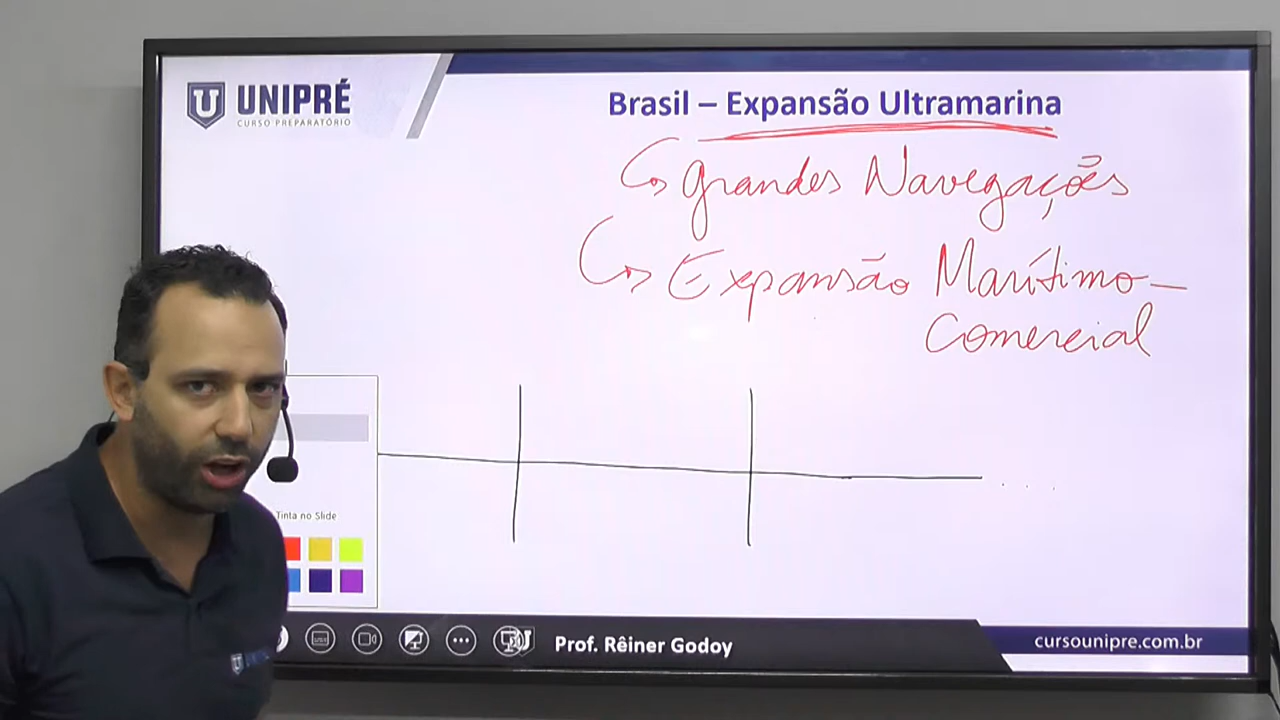 UNIPRÉ
CURSO PREPARATÓRIO
Brasil – Expansão Ultramarina
Grandes Navegações
Expansão Marítimo-
Comercial
Tinta no Slide
Prof. Rêiner Godoy
cursounipre.com.br